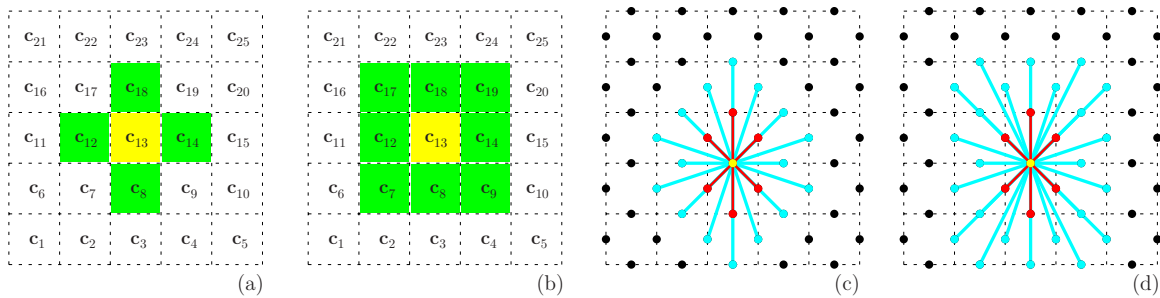 c21 c22 c23 c24 c25
c16 c17 c18 c19 c20
c11 c12 c13 c14 c15
c6 c7 c8 c9 c10
c1 c2 c3 c4 c5
(a)
c21 c22 c23 c24 c25
c16 c17 c18 c19 c20
c11 c12 c13 c14 c15
c6 c7 c8 c9 c10
c1 c2 c3 c4 c5
(b)
(c)
(d)